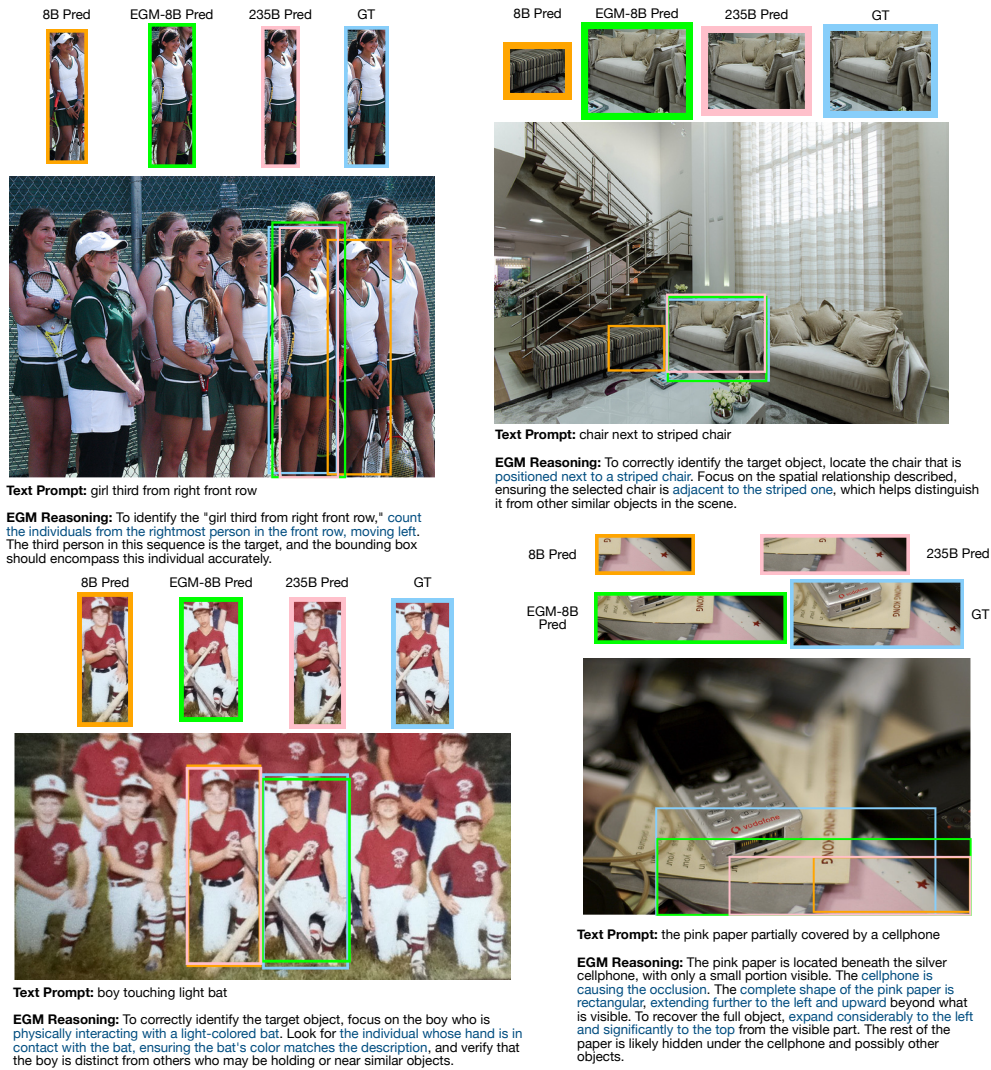 8B Pred
EGM-8B Pred
235B Pred
GT
Text Prompt: girl third from right front row
EGM Reasoning: To identify the "girl third from right front row," count
the individuals from the rightmost person in the front row, moving left.
The third person in this sequence is the target, and the bounding box
should encompass this individual accurately.
8B Pred
EGM-8B Pred
235B Pred
GT
Text Prompt: chair next to striped chair
EGM Reasoning: To correctly identify the target object, locate the chair that is
positioned next to a striped chair. Focus on the spatial relationship described,
ensuring the selected chair is adjacent to the striped one, which helps distinguish
it from other similar objects in the scene.
8B Pred
EGM-8B Pred
235B Pred
GT
N
N
N
N
Text Prompt: boy touching light bat
EGM Reasoning: To correctly identify the target object, focus on the boy who is
physically interacting with a light-colored bat. Look for the individual whose hand is in
contact with the bat, ensuring the bat's color matches the description, and verify that
the boy is distinct from others who may be holding or near similar objects.
8B Pred
235B Pred
EGM-8B
Pred
GT
vodafone
KONG
your
Text Prompt: the pink paper partially covered by a cellphone
EGM Reasoning: The pink paper is located beneath the silver
cellphone, with only a small portion visible. The cellphone is
causing the occlusion. The complete shape of the pink paper is
rectangular, extending further to the left and upward beyond what
is visible. To recover the full object, expand considerably to the left
and significantly to the top from the visible part. The rest of the
paper is likely hidden under the cellphone and possibly other
objects.